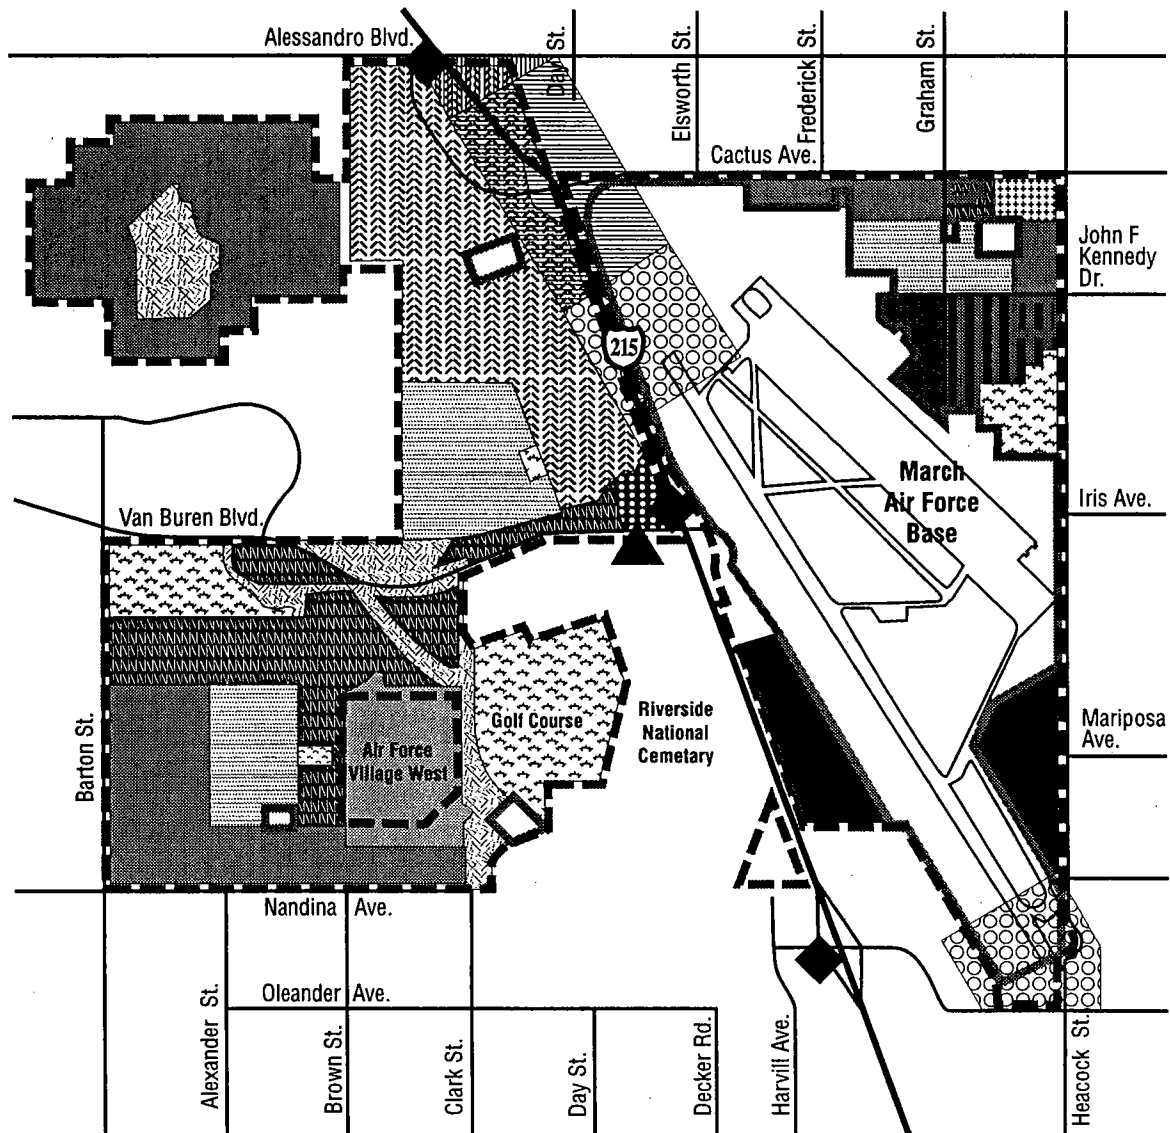 Alessandro Blvd.
Day St.
Elsworth St.
Frederick St.
Graham St.
Cactus Ave.
John F
Kennedy
Dr.
215
March
Air Force
Base
Iris Ave.
Van Buren Blvd.
Barton St.
Golf Course
Riverside
National
Cemetary
Mariposa
Ave.
Air Force
Village West
Nandina Ave.
Oleander Ave.
Alexander St.
Brown St.
Clark St.
Day St.
Decker Rd.
Harvill Ave.
Heacock St.